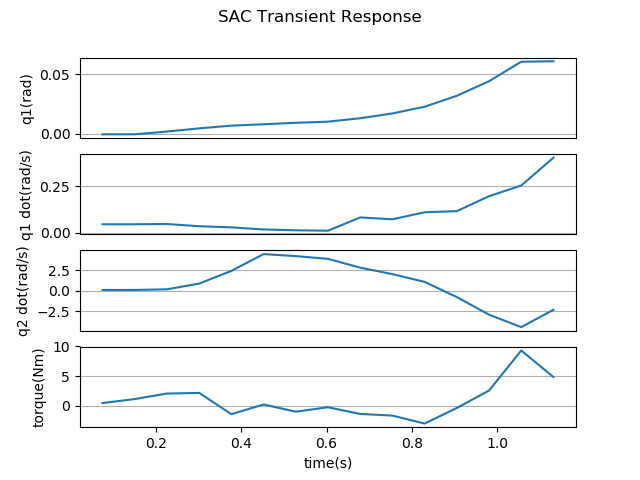 SAC Transient Response
0.05
0.00
q1(rad)
0.25
0.00
q1 dot(rad/s)
2.5
0.0
−2.5
q2 dot(rad/s)
10
5
0
torque(Nm)
0.2 0.4 0.6 0.8 1.0
time(s)